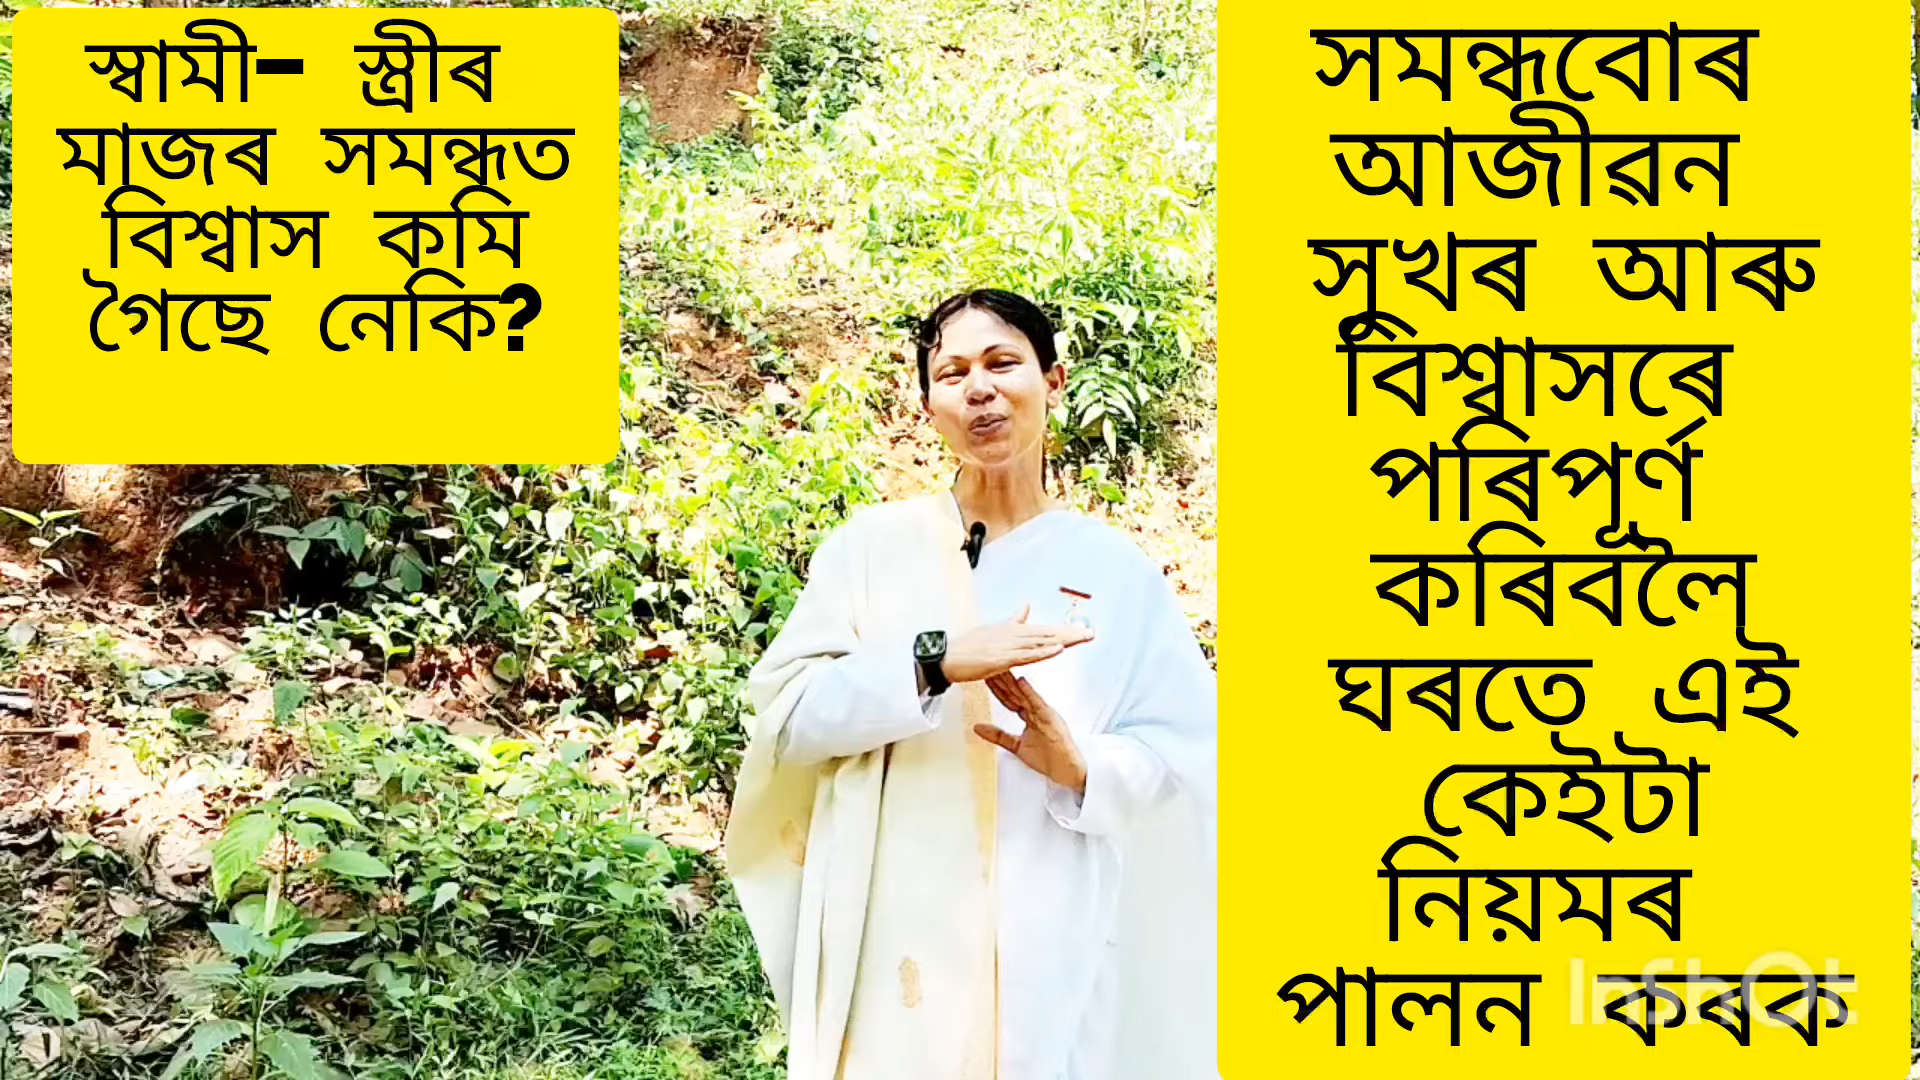 স্বামী- স্ত্ৰীৰ
মাজৰ সমন্ধত
বিশ্বাস কমি
গৈছে নেকি?
সমন্ধবোৰ
আজীৱন
সুখৰ আৰু
বিশ্বাসৰে
পৰিপূৰ্ণ
কৰিবলৈ
ঘৰতে এই
কেইটা
নিয়মৰ
পালন কৰক
InShOt